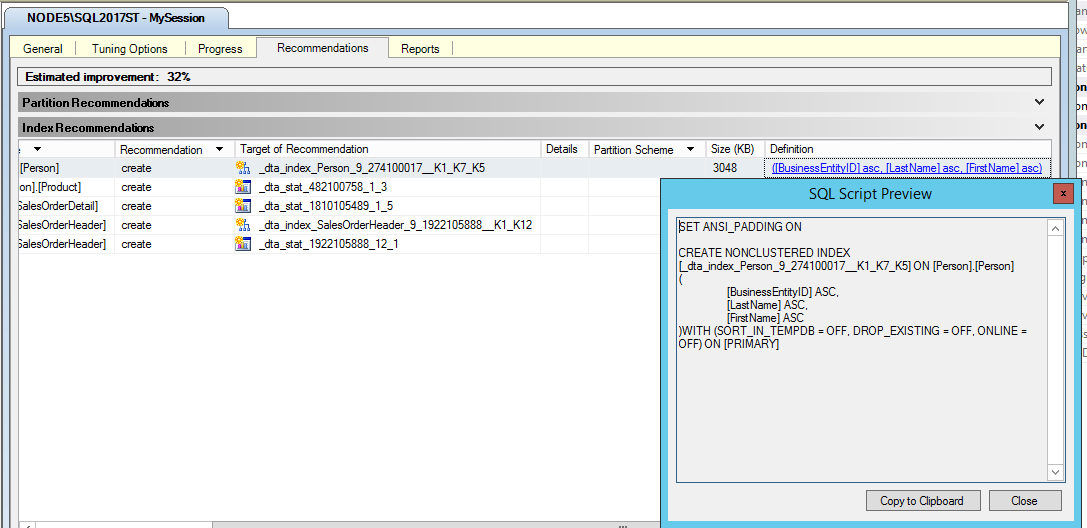 NODE5\SQL2017ST - MySession
General Tuning Options Progress Recommendations Reports
Estimated improvement: 32%
Partition Recommendations
Index Recommendations
Recommendation Target of Recommendation Details Partition Scheme Size (KB) Definition
[Person] create _dta_index_Person_9_274100017__K1_K7_K5 3048 ([BusinessEntityID] asc, [LastName] asc, [FirstName] asc)
on].[Product] create _dta_stat_482100758_1_3
SalesOrderDetail] create _dta_stat_1810105489_1_5
SalesOrderHeader] create _dta_index_SalesOrderHeader_9_1922105888__K1_K12
SalesOrderHeader] create _dta_stat_1922105888_12_1
SQL Script Preview
x
SET ANSI_PADDING ON
CREATE NONCLUSTERED INDEX
[_dta_index_Person_9_274100017__K1_K7_K5] ON [Person].[Person]
(
[BusinessEntityID] ASC,
[LastName] ASC,
[FirstName] ASC
)WITH (SORT_IN_TEMPDB = OFF, DROP_EXISTING = OFF, ONLINE =
OFF) ON [PRIMARY]
Copy to Clipboard Close